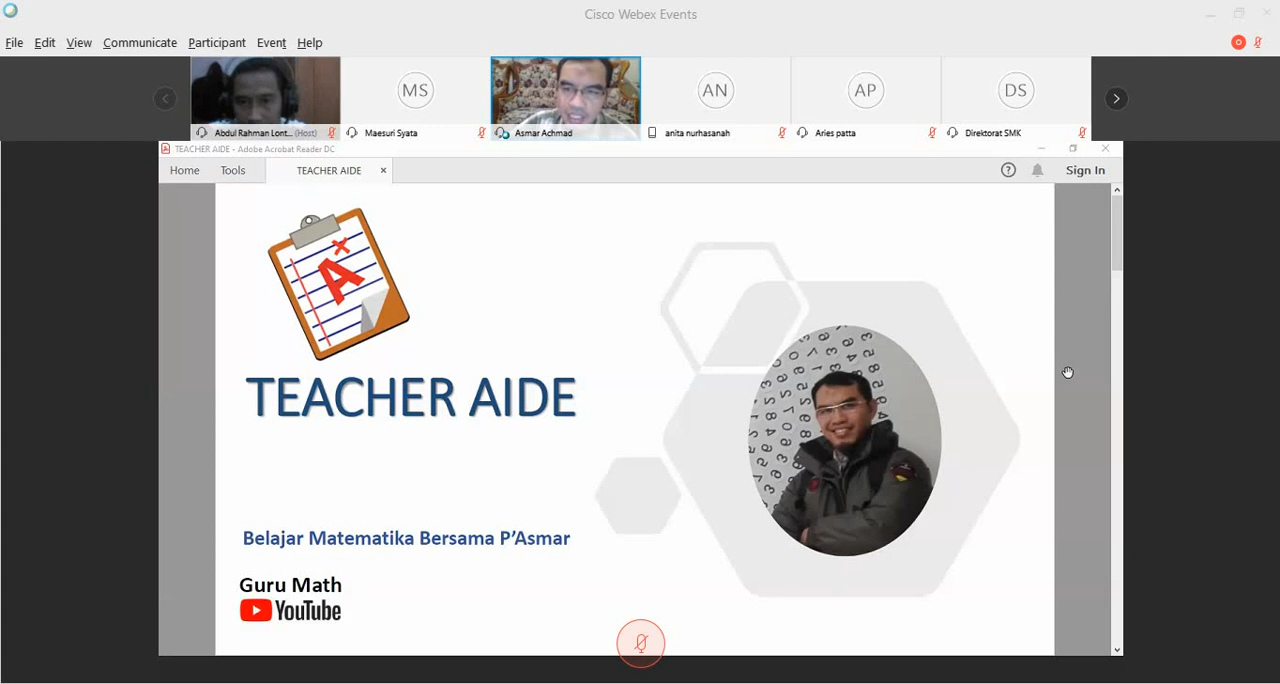 Cisco Webex Events
File Edit View Communicate Participant Event Help
MS AN AP DS
Abdul Rahman Lont... (Host) Maesuri Syata Asmar Achmad anita nurhasanah Aries patta Direktorat SMK
TEACHER AIDE - Adobe Acrobat Reader DC
Home Tools TEACHER AIDE × Sign In
A+
TEACHER AIDE
Belajar Matematika Bersama P'Asmar
Guru Math
YouTube